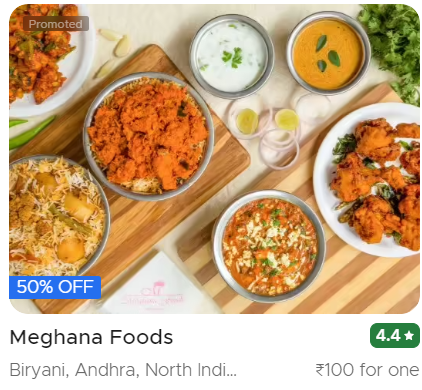 Promoted
50% OFF
Meghana Foods
4.4★
Biryani, Andhra, North Indi...
₹100 for one